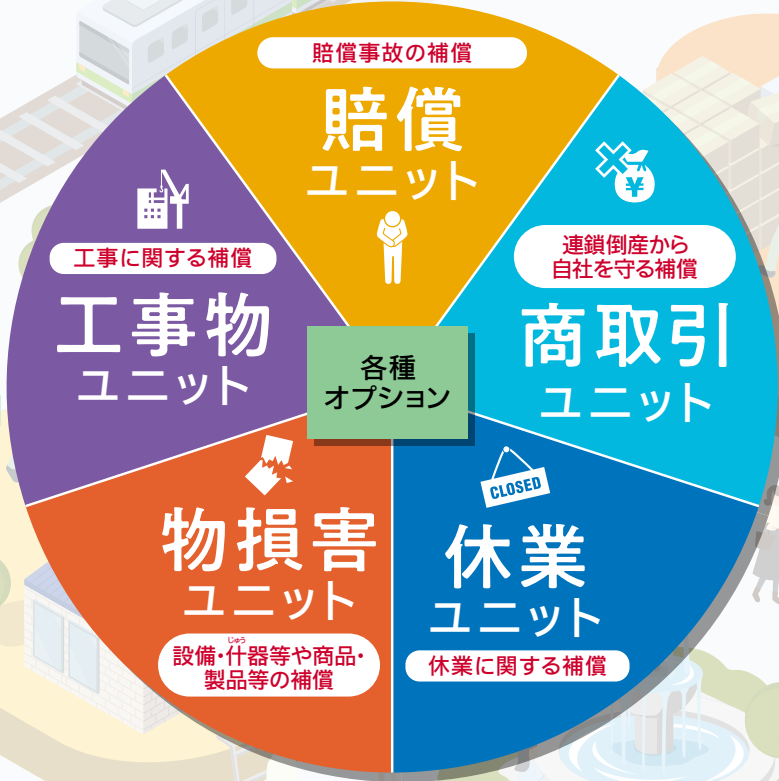 賠償事故の補償
賠償
ユニット
連鎖倒産から
自社を守る補償
商取引
ユニット
工事に関する補償
工事物
ユニット
各種
オプション
CLOSED
休業
ユニット
休業に関する補償
物損害
ユニット
じゅう
設備・什器等や商品・
製品等の補償
¥